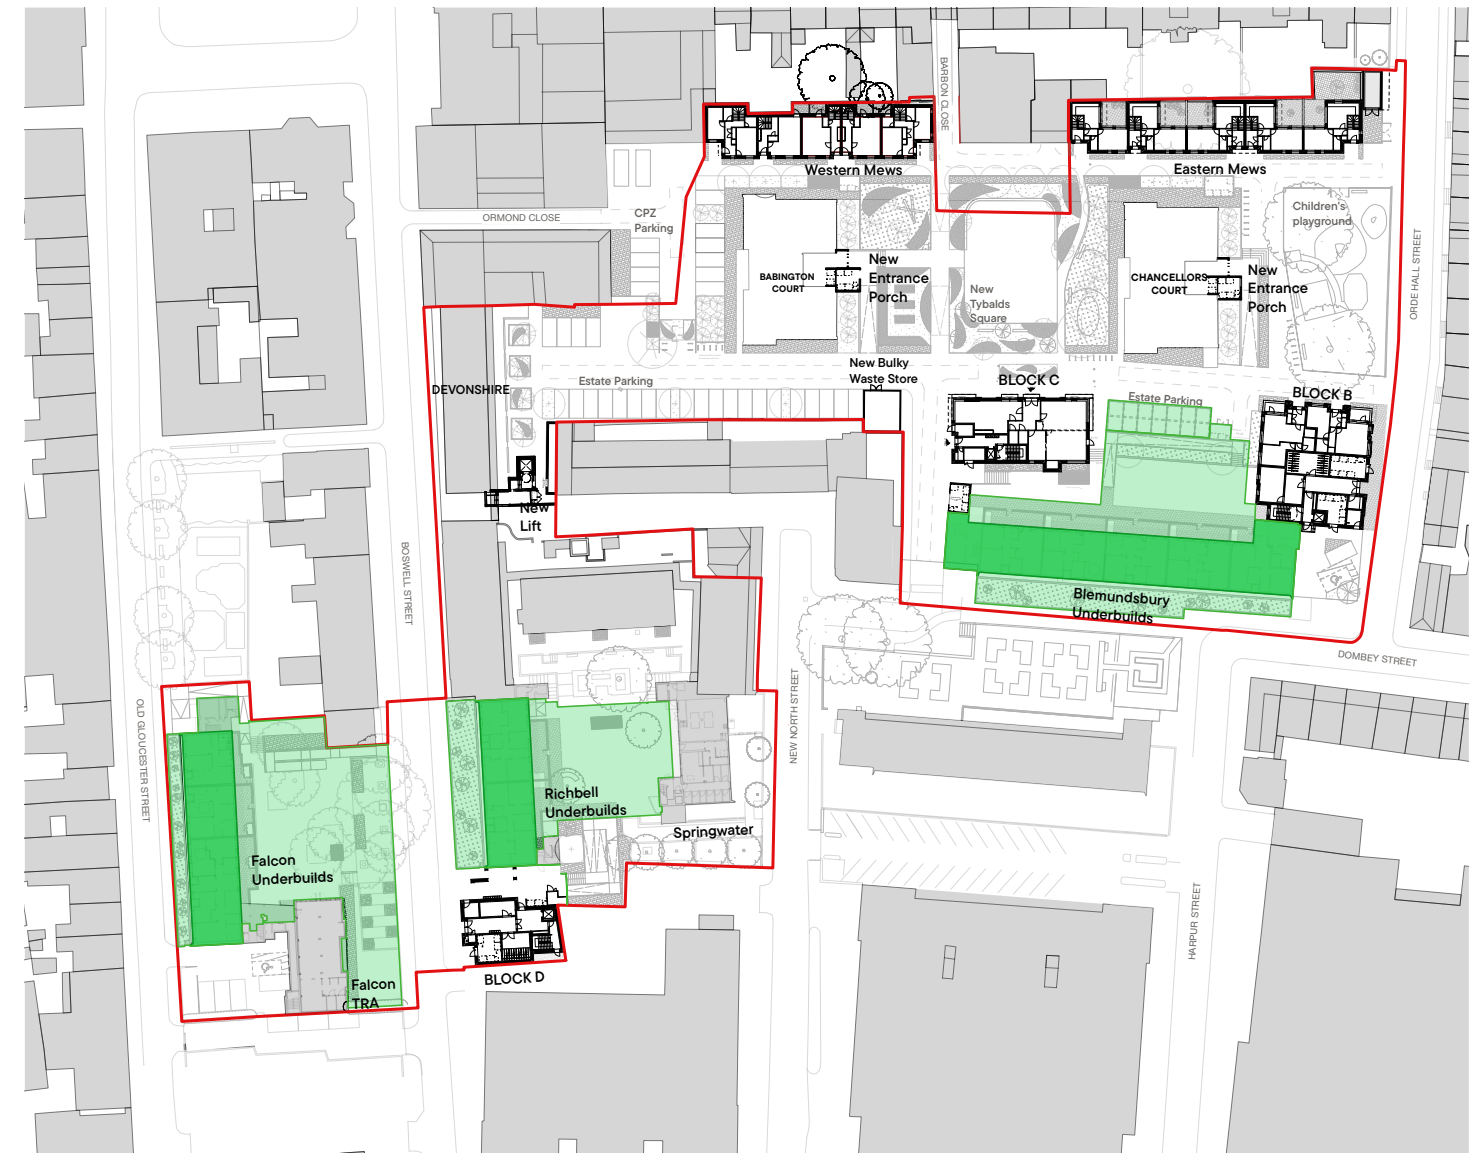 BARBON CLOSE
Western Mews
Eastern Mews
ORMOND CLOSE
CPZ
Parking
Children's
playground
ORDE HALL STREET
BABINGTON
COURT
New
Entrance
Porch
CHANCELLORS
COURT
New
Entrance
Porch
New
Tybalds
Square
New Bulky
Waste Store
DEVONSHIRE
Estate Parking
BLOCK C
Estate Parking
BLOCK B
New
Lift
BOSWELL STREET
Blemundsbury
Underbuilds
DOMBEY STREET
OLD GLOUCESTER STREET
NEW NORTH STREET
Richbell
Underbuilds
Springwater
Falcon
Underbuilds
HARPUR STREET
BLOCK D
Falcon
TRA